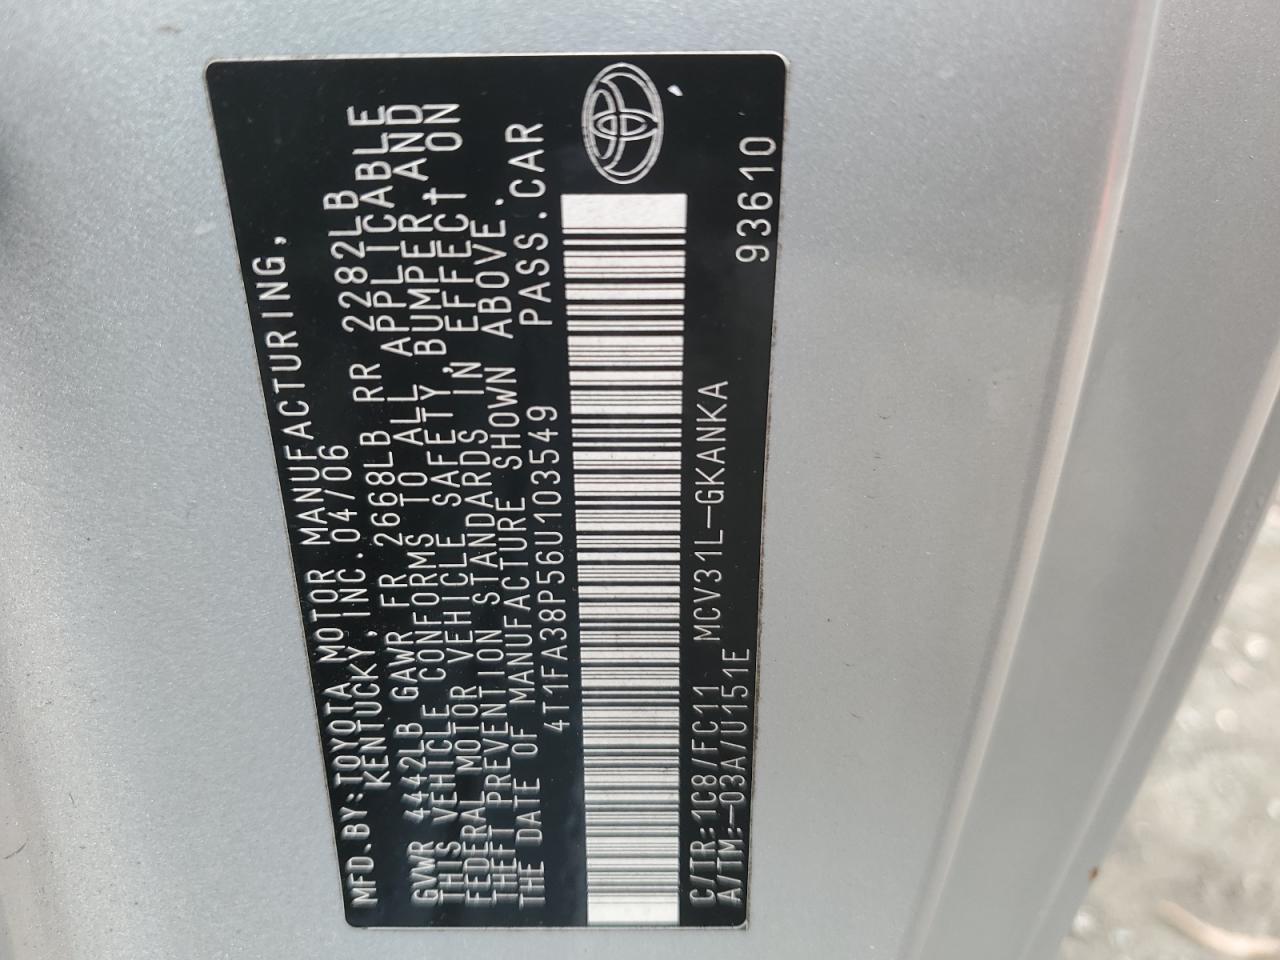 MFD.BY:TOYOTA MOTOR MANUFACTURING,
KENTUCKY, INC. 04/06
GVWR 4442LB GAWR FR 2668LB RR 2282LB
THIS VEHICLE CONFORMS TO ALL APPLICABLE
FEDERAL MOTOR VEHICLE SAFETY, BUMPER AND
THEFT PREVENTION STANDARDS IN EFFECT ON
THE DATE OF MANUFACTURE SHOWN ABOVE.
4T1FA38P56U103549 PASS.CAR
C/TR:1C8/FC11 MCV31L-GKANKA
A/TM:-03A/U151E 93610